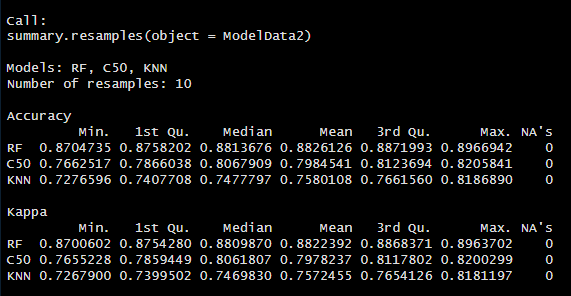 Call:
summary.resamples(object = ModelData2)
Models: RF, C50, KNN
Number of resamples: 10
Accuracy
Min. 1st Qu. Median Mean 3rd Qu. Max. NA's
RF 0.8704735 0.8758202 0.8813676 0.8826126 0.8871993 0.8966942 0
C50 0.7662517 0.7866038 0.8067909 0.7984541 0.8123694 0.8205841 0
KNN 0.7276596 0.7407708 0.7477797 0.7580108 0.7661560 0.8186890 0
Kappa
Min. 1st Qu. Median Mean 3rd Qu. Max. NA's
RF 0.8700602 0.8754280 0.8809870 0.8822392 0.8868371 0.8963702 0
C50 0.7655228 0.7859449 0.8061807 0.7978237 0.8117802 0.8200299 0
KNN 0.7267900 0.7399502 0.7469830 0.7572455 0.7654126 0.8181197 0